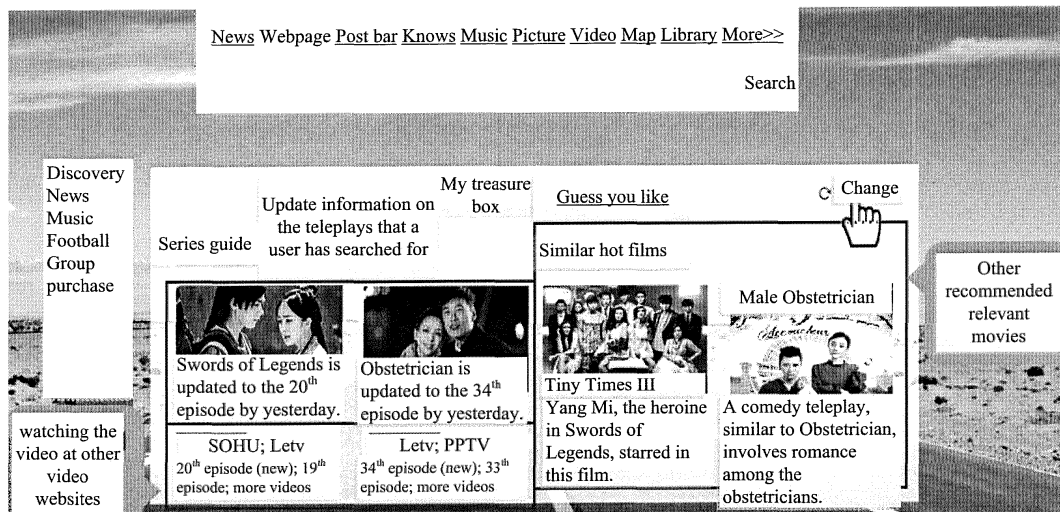 News Webpage Post bar Knows Music Picture Video Map Library More>>
Search
Discovery
News
Music
Football
Group
purchase
Series guide
Update information on
the teleplays that a
user has searched for
My treasure
box
Guess you like
Change
Similar hot films
Other
recommended
relevant
movies
Swords of Legends is
updated to the 20th
episode by yesterday.
Obstetrician is
updated to the 34th
episode by yesterday.
SOHU; Letv
20th episode (new); 19th
episode; more videos
Letv; PPTV
34th episode (new); 33th
episode; more videos
Tiny Times III
Yang Mi, the heroine
in Swords of
Legends, starred in
this film.
Male Obstetrician
A comedy teleplay,
similar to Obstetrician,
involves romance
among the
obstetricians.
watching the
video at other
video
websites